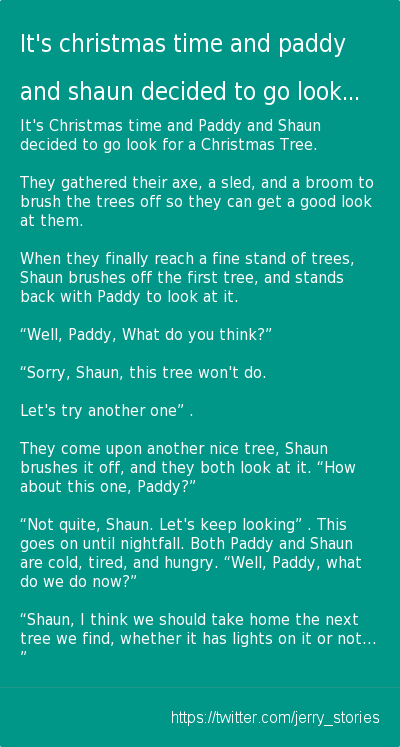 It's christmas time and paddy
and shaun decided to go look...
It's Christmas time and Paddy and Shaun
decided to go look for a Christmas Tree.
They gathered their axe, a sled, and a broom to
brush the trees off so they can get a good look
at them.
When they finally reach a fine stand of trees,
Shaun brushes off the first tree, and stands
back with Paddy to look at it.
“Well, Paddy, What do you think?”
“Sorry, Shaun, this tree won't do.
Let's try another one” .
They come upon another nice tree, Shaun
brushes it off, and they both look at it. “How
about this one, Paddy?”
“Not quite, Shaun. Let's keep looking” . This
goes on until nightfall. Both Paddy and Shaun
are cold, tired, and hungry. “Well, Paddy, what
do we do now?”
“Shaun, I think we should take home the next
tree we find, whether it has lights on it or not…
”
https://twitter.com/jerry_stories